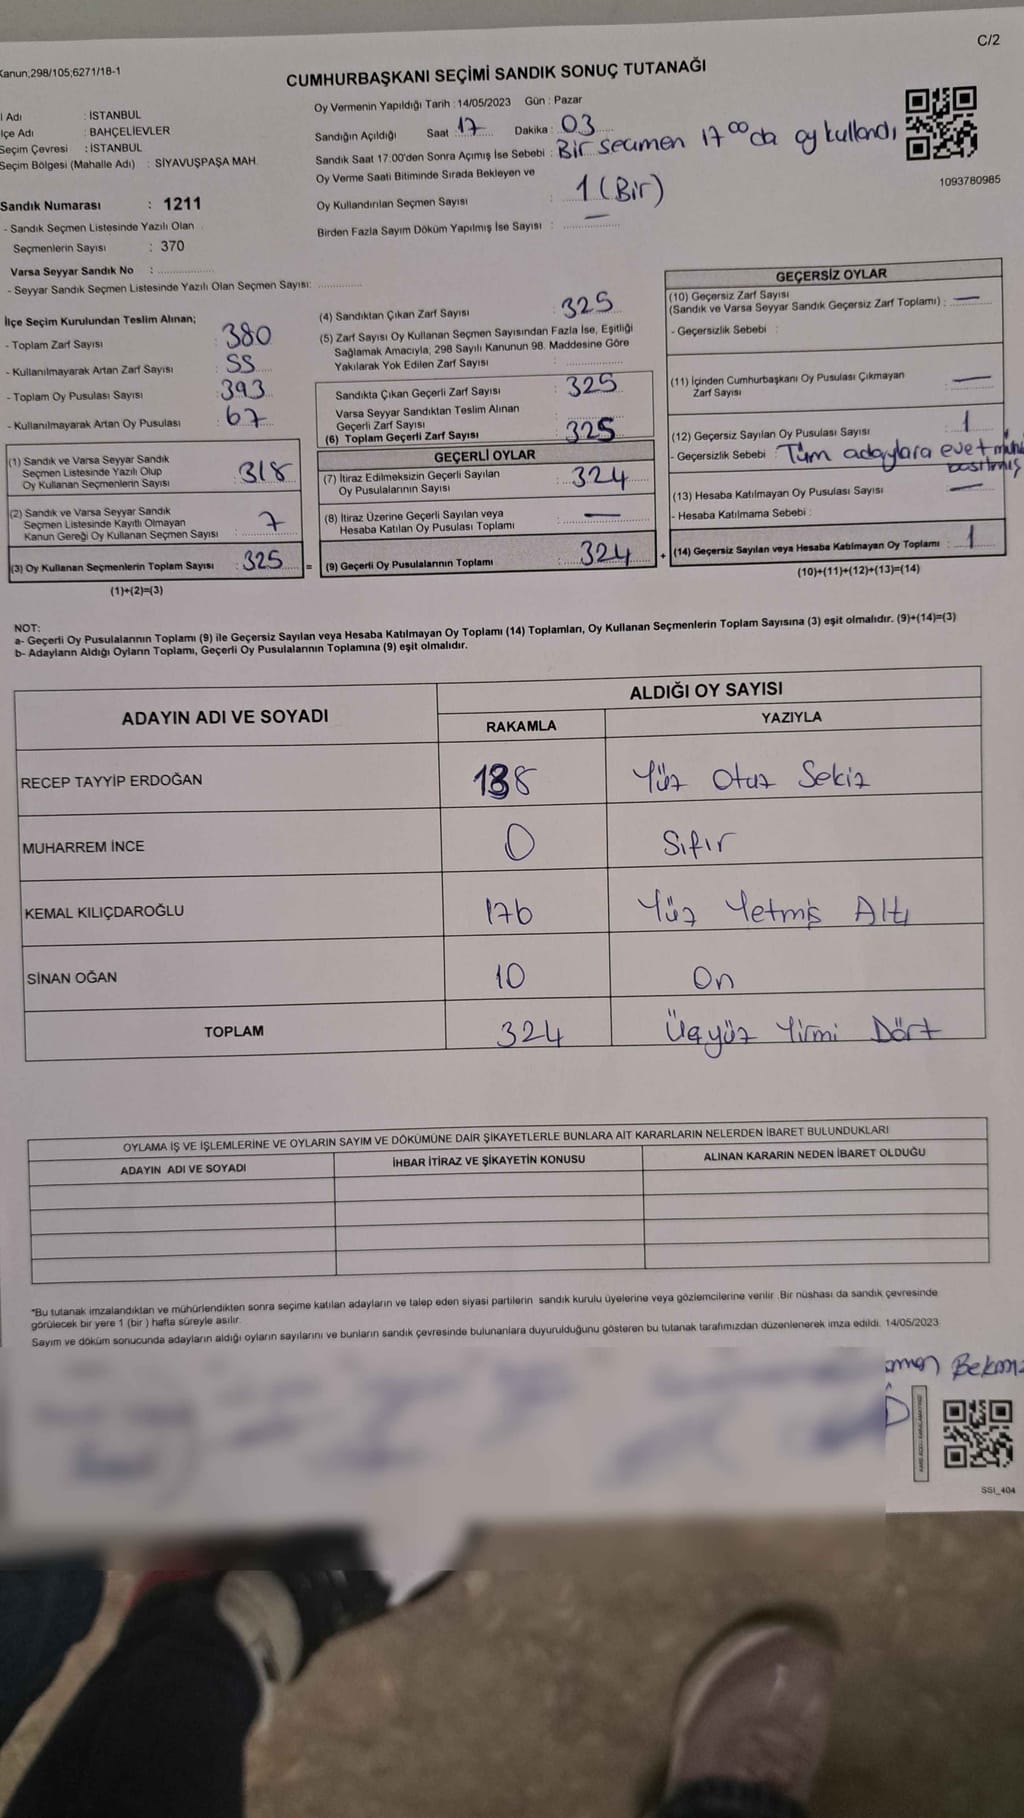 Kanun;298/105;6271/18-1
C/2
CUMHURBAŞKANI SEÇİMİ SANDIK SONUÇ TUTANAĞI
l Adı : İSTANBUL
lçe Adı : BAHÇELİEVLER
Seçim Çevresi : İSTANBUL
Seçim Bölgesi (Mahalle Adı) : SİYAVUŞPAŞA MAH.
Sandık Numarası : 1211
- Sandık Seçmen Listesinde Yazılı Olan
Seçmenlerin Sayısı : 370
Varsa Seyyar Sandık No :
- Seyyar Sandık Seçmen Listesinde Yazılı Olan Seçmen Sayısı:
Oy Vermenin Yapıldığı Tarih : 14/05/2023 Gün : Pazar
Sandığın Açıldığı Saat 17 Dakika : 03
Sandık Saat 17:00'den Sonra Açımış İse Sebebi : Bir seçmen 17 00 da oy kullandı
Oy Verme Saati Bitiminde Sırada Bekleyen ve
Oy Kullandırılan Seçmen Sayısı : 1 (Bir)
Birden Fazla Sayım Döküm Yapılmış İse Sayısı : —
1093780985
İlçe Seçim Kurulundan Teslim Alınan;
- Toplam Zarf Sayısı : 380
- Kullanılmayarak Artan Zarf Sayısı : 55
- Toplam Oy Pusulası Sayısı : 393
- Kullanılmayarak Artan Oy Pusulası : 67
(1) Sandık ve Varsa Seyyar Sandık
Seçmen Listesinde Yazılı Olup
Oy Kullanan Seçmenlerin Sayısı : 318
(2) Sandık ve Varsa Seyyar Sandık
Seçmen Listesinde Kayıtlı Olmayan
Kanun Gereği Oy Kullanan Seçmen Sayısı : 7
(3) Oy Kullanan Seçmenlerin Toplam Sayısı : 325
(1)+(2)=(3)
(4) Sandıktan Çıkan Zarf Sayısı : 325
(5) Zarf Sayısı Oy Kullanan Seçmen Sayısından Fazla İse, Eşitliği
Sağlamak Amacıyla; 298 Sayılı Kanunun 98. Maddesine Göre
Yakılarak Yok Edilen Zarf Sayısı :
Sandıkta Çıkan Geçerli Zarf Sayısı : 325
Varsa Seyyar Sandıktan Teslim Alınan
Geçerli Zarf Sayısı
(6) Toplam Geçerli Zarf Sayısı : 325
GEÇERLİ OYLAR
(7) İtiraz Edilmeksizin Geçerli Sayılan
Oy Pusulalarının Sayısı : 324
(8) İtiraz Üzerine Geçerli Sayılan veya
Hesaba Katılan Oy Pusulası Toplamı : —
= (9) Geçerli Oy Pusulalarının Toplamı : 324
GEÇERSİZ OYLAR
(10) Geçersiz Zarf Sayısı
(Sandık ve Varsa Seyyar Sandık Geçersiz Zarf Toplamı) : —
- Geçersizlik Sebebi :
(11) İçinden Cumhurbaşkanı Oy Pusulası Çıkmayan
Zarf Sayısı : —
(12) Geçersiz Sayılan Oy Pusulası Sayısı : 1
- Geçersizlik Sebebi : Tüm adaylara evet
basılmış
(13) Hesaba Katılmayan Oy Pusulası Sayısı : —
- Hesaba Katılmama Sebebi :
+ (14) Geçersiz Sayılan veya Hesaba Katılmayan Oy Toplamı : 1
(10)+(11)+(12)+(13)=(14)
NOT:
a- Geçerli Oy Pusulalarının Toplamı (9) ile Geçersiz Sayılan veya Hesaba Katılmayan Oy Toplamı (14) Toplamları, Oy Kullanan Seçmenlerin Toplam Sayısına (3) eşit olmalıdır. (9)+(14)=(3)
b- Adayların Aldığı Oyların Toplamı, Geçerli Oy Pusulalarının Toplamına (9) eşit olmalıdır.
ADAYIN ADI VE SOYADI
ALDIĞI OY SAYISI
RAKAMLA YAZIYLA
RECEP TAYYİP ERDOĞAN 138 Yüz Otuz Sekiz
MUHARREM İNCE 0 Sıfır
KEMAL KILIÇDAROĞLU 176 Yüz Yetmiş Altı
SİNAN OĞAN 10 On
TOPLAM 324 Üçyüz Yirmi Dört
OYLAMA İŞ VE İŞLEMLERİNE VE OYLARIN SAYIM VE DÖKÜMÜNE DAİR ŞİKAYETLERLE BUNLARA AİT KARARLARIN NELERDEN İBARET BULUNDUKLARI
ADAYIN ADI VE SOYADI İHBAR İTİRAZ VE ŞİKAYETİN KONUSU ALINAN KARARIN NEDEN İBARET OLDUĞU
*Bu tutanak imzalandıktan ve mühürlendikten sonra seçime katılan adayların ve talep eden siyasi partilerin sandık kurulu üyelerine veya gözlemcilerine verilir. Bir nüshası da sandık çevresinde
görülecek bir yere 1 (bir ) hafta süreyle asılır.
Sayım ve döküm sonucunda adayların aldığı oyların sayılarını ve bunların sandık çevresinde bulunanlara duyurulduğunu gösteren bu tutanak tarafımızdan düzenlenerek imza edildi. 14/05/2023
SSI_404